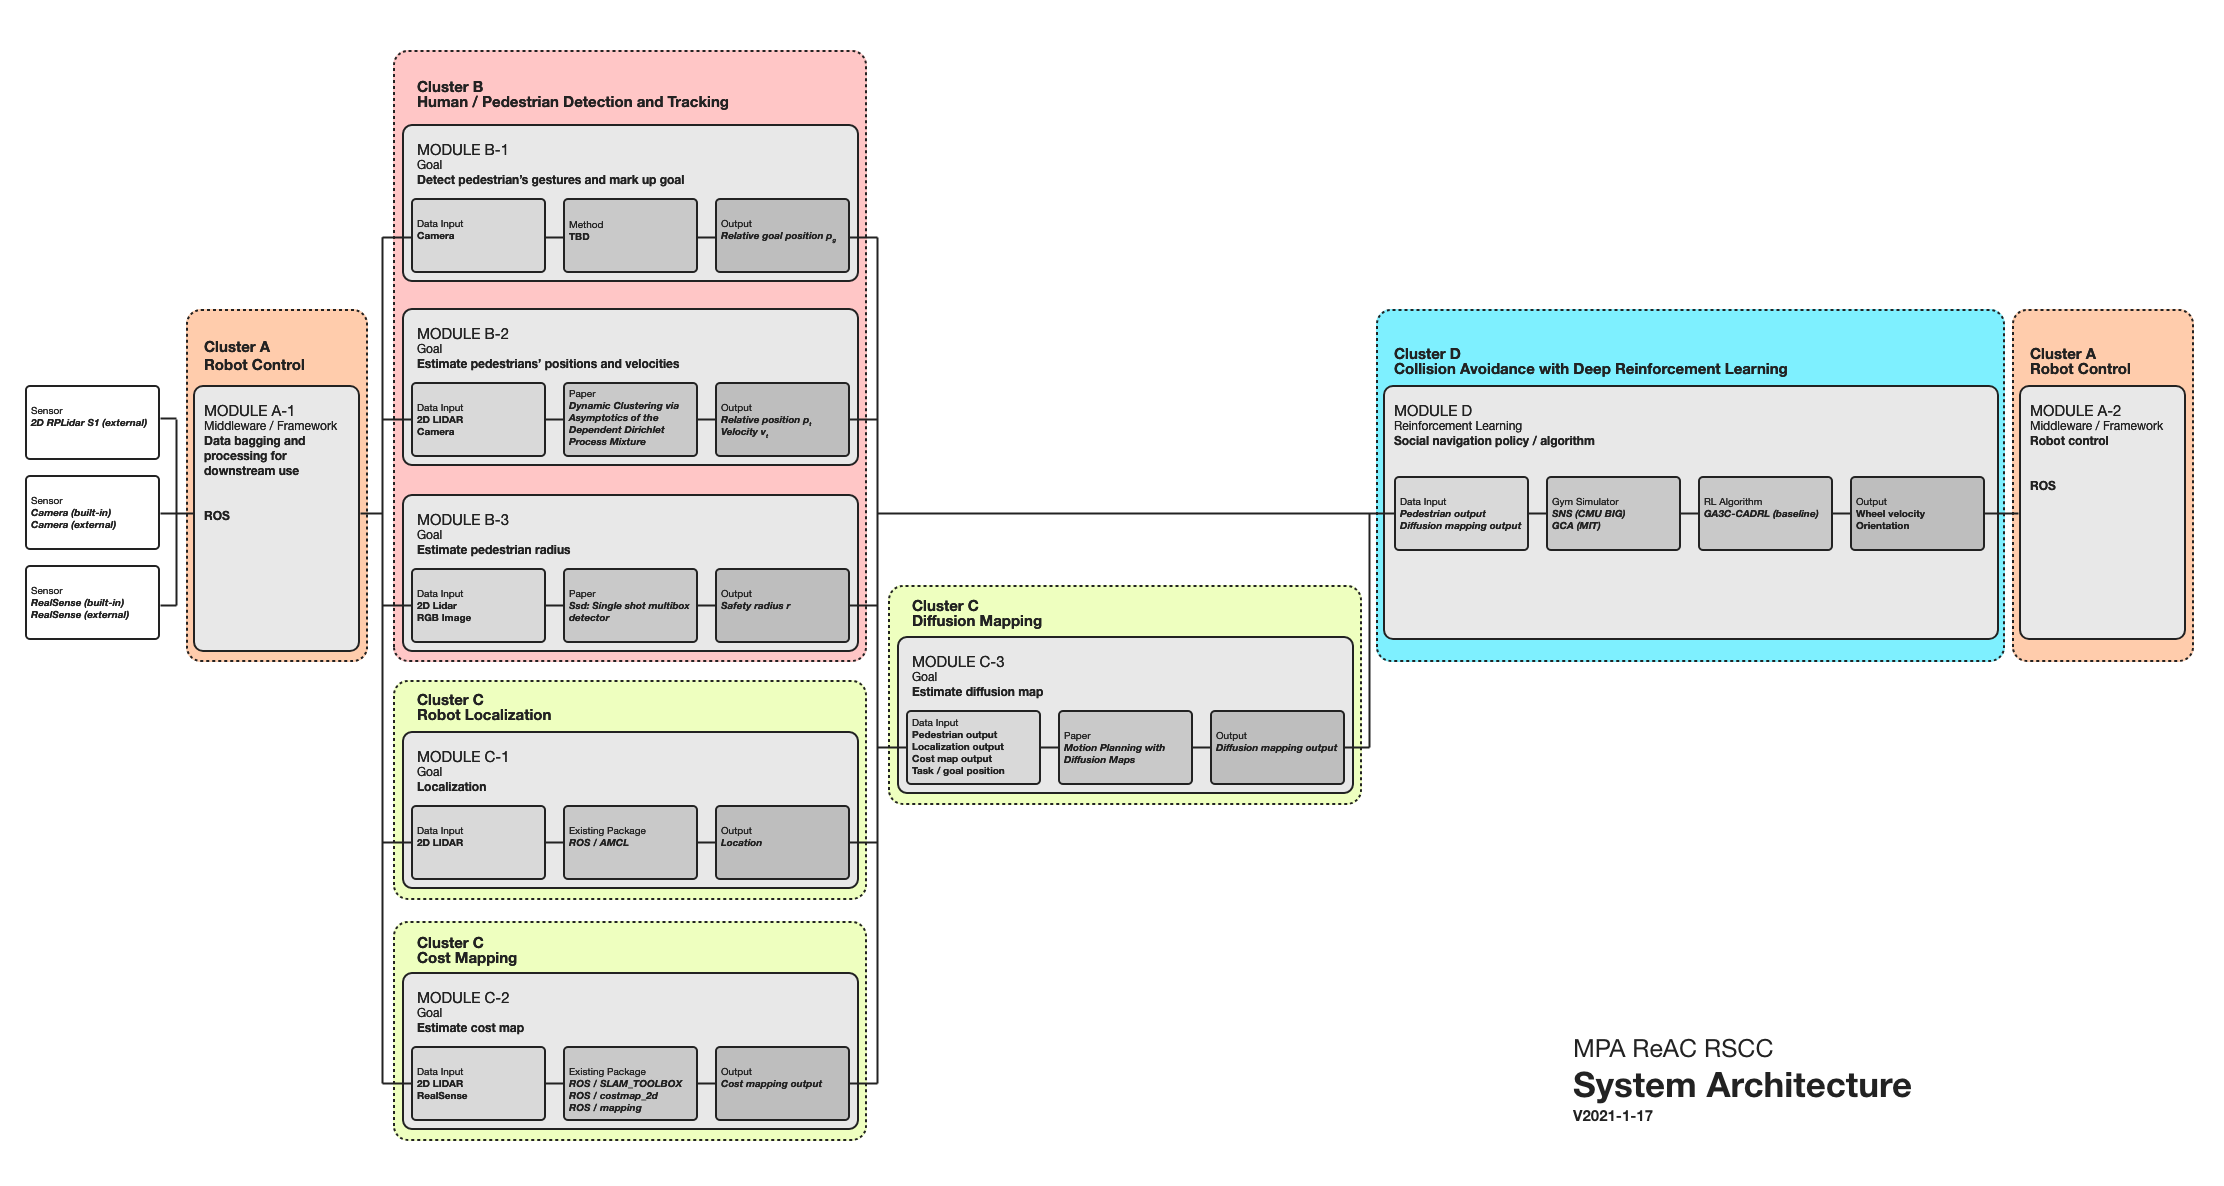 Sensor
2D RPLidar S1 (external)
Sensor
Camera (built-in)
Camera (external)
Sensor
RealSense (built-in)
RealSense (external)
Cluster A
Robot Control
MODULE A-1
Middleware / Framework
Data bagging and
processing for
downstream use
ROS
Cluster B
Human / Pedestrian Detection and Tracking
MODULE B-1
Goal
Detect pedestrian’s gestures and mark up goal
Data Input
Camera
Method
TBD
Output
Relative goal position pg
MODULE B-2
Goal
Estimate pedestrians’ positions and velocities
Data Input
2D LIDAR
Camera
Paper
Dynamic Clustering via
Asymptotics of the
Dependent Dirichlet
Process Mixture
Output
Relative position pt
Velocity vt
MODULE B-3
Goal
Estimate pedestrian radius
Data Input
2D Lidar
RGB Image
Paper
Ssd: Single shot multibox
detector
Output
Safety radius r
Cluster C
Robot Localization
MODULE C-1
Goal
Localization
Data Input
2D LIDAR
Existing Package
ROS / AMCL
Output
Location
Cluster C
Cost Mapping
MODULE C-2
Goal
Estimate cost map
Data Input
2D LIDAR
RealSense
Existing Package
ROS / SLAM_TOOLBOX
ROS / costmap_2d
ROS / mapping
Output
Cost mapping output
Cluster C
Diffusion Mapping
MODULE C-3
Goal
Estimate diffusion map
Data Input
Pedestrian output
Localization output
Cost map output
Task / goal position
Paper
Motion Planning with
Diffusion Maps
Output
Diffusion mapping output
Cluster D
Collision Avoidance with Deep Reinforcement Learning
MODULE D
Reinforcement Learning
Social navigation policy / algorithm
Data Input
Pedestrian output
Diffusion mapping output
Gym Simulator
SNS (CMU BIG)
GCA (MIT)
RL Algorithm
GA3C-CADRL (baseline)
Output
Wheel velocity
Orientation
Cluster A
Robot Control
MODULE A-2
Middleware / Framework
Robot control
ROS
MPA ReAC RSCC
System Architecture
V2021-1-17